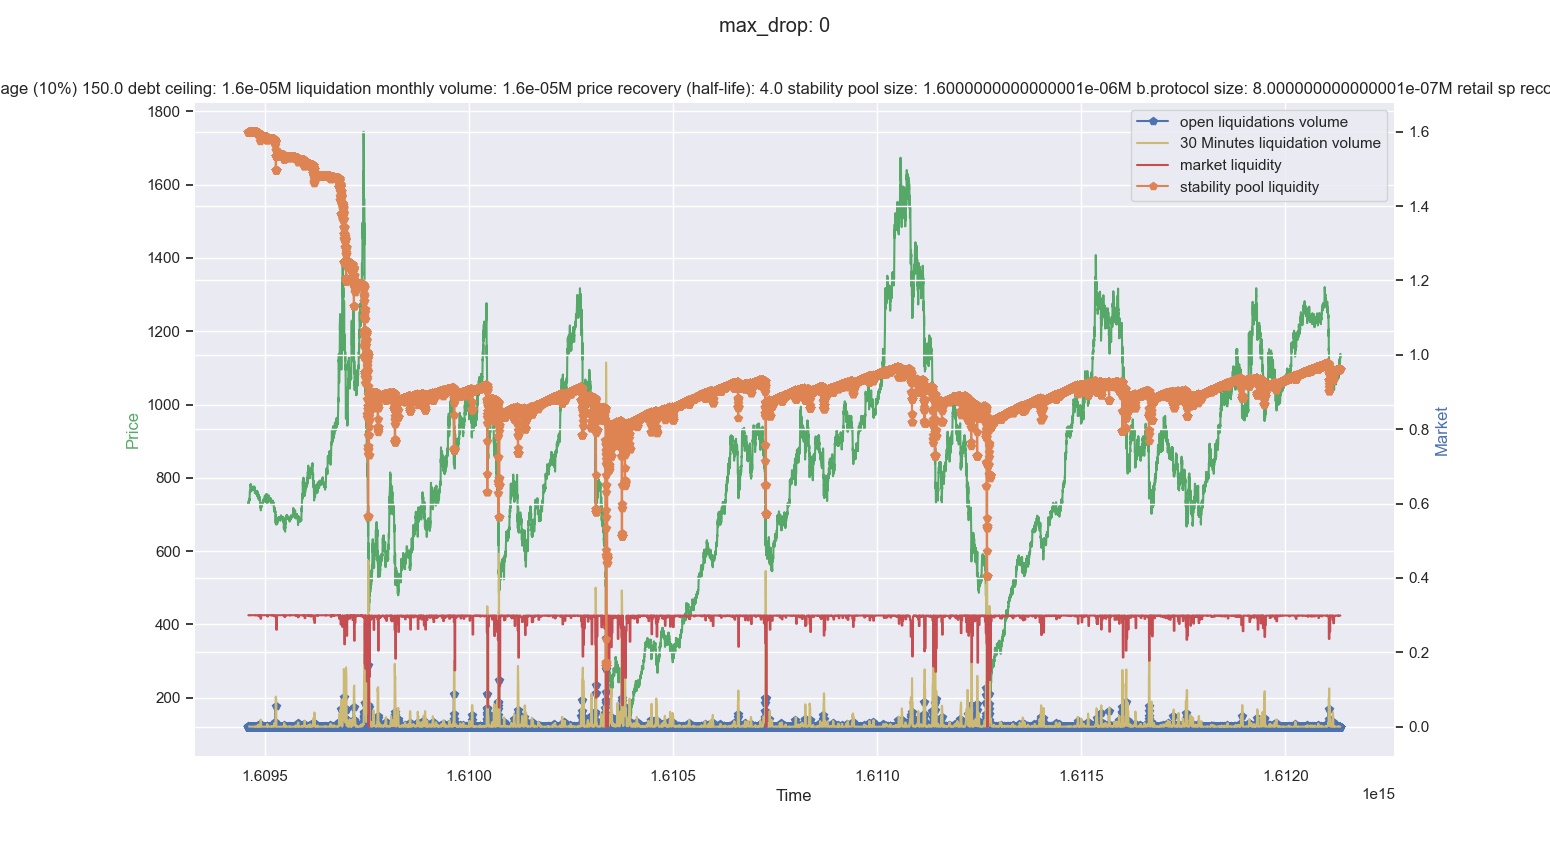 max_drop: 0
age (10%) 150.0 debt ceiling: 1.6e-05M liquidation monthly volume: 1.6e-05M price recovery (half-life): 4.0 stability pool size: 1.6000000000000001e-06M b.protocol size: 8.000000000000001e-07M retail sp reco
1800
1600
1400
1200
1000
800
600
400
200
Price
open liquidations volume
30 Minutes liquidation volume
market liquidity
stability pool liquidity
1.6
1.4
1.2
1.0
0.8
0.6
0.4
0.2
0.0
Market
1.6095
1.6100
1.6105
1.6110
1.6115
1.6120
1e15
Time